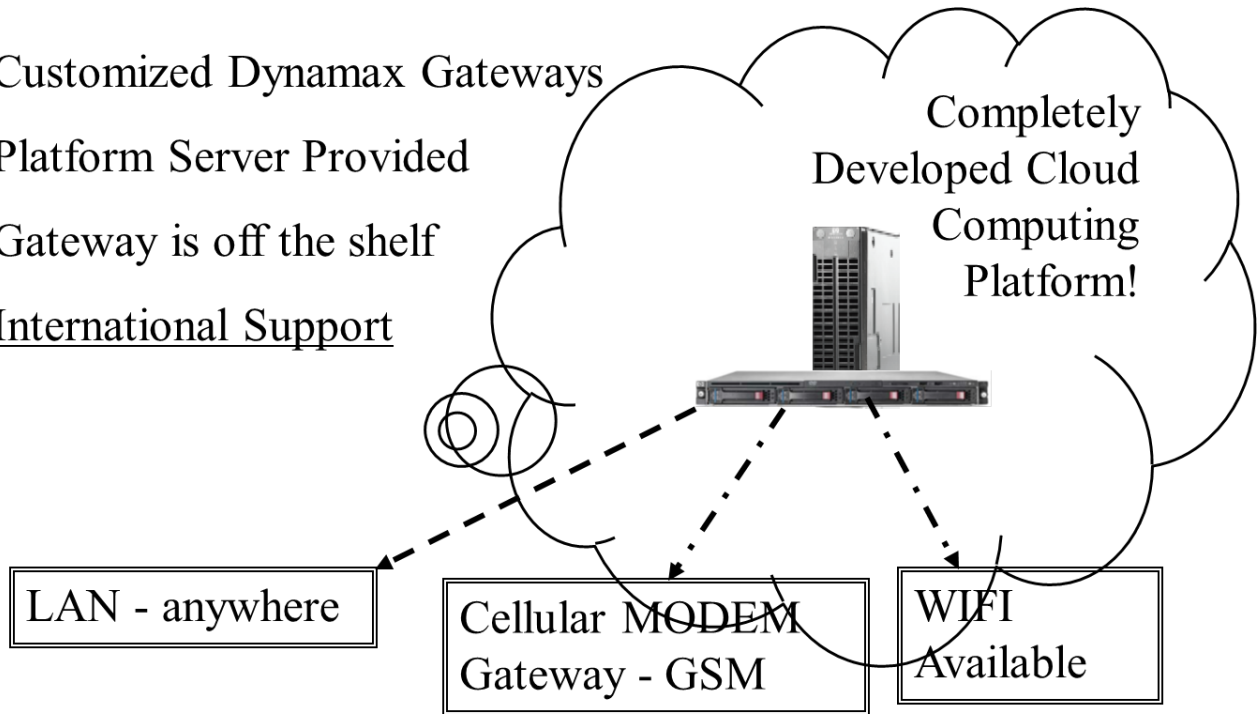 Customized Dynamax Gateways
Platform Server Provided
Gateway is off the shelf
International Support
Completely
Developed Cloud
Computing
Platform!
LAN - anywhere
Cellular MODEM
Gateway - GSM
WIFI
Available